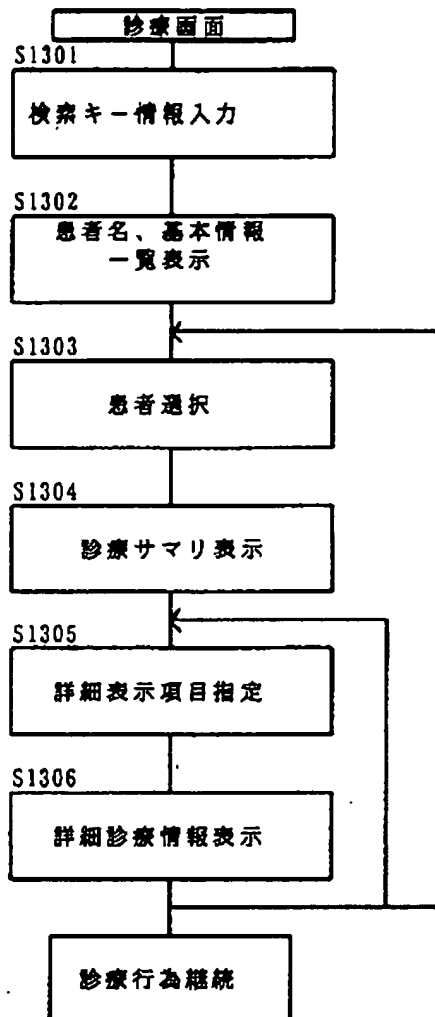 診療画面
S1301
検索キー情報入力
S1302
患者名、基本情報
一覧表示
S1303
患者選択
S1304
診療サマリ表示
S1305
詳細表示項目指定
S1306
詳細診療情報表示
診療行為継続